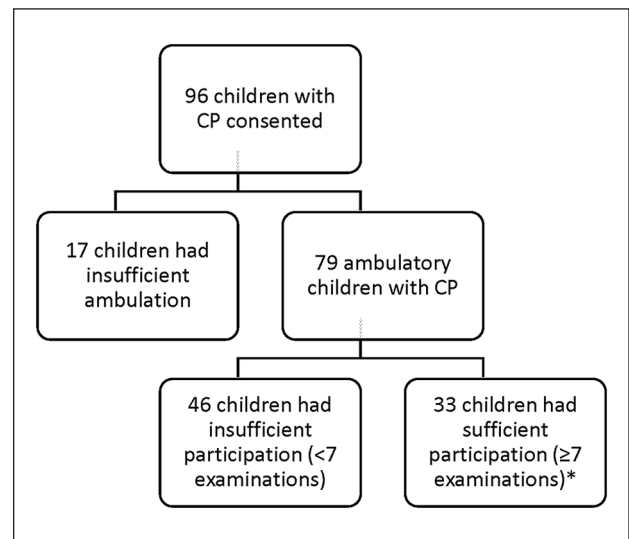 96 children with
CP consented
17 children had
insufficient
ambulation
79 ambulatory
children with CP
46 children had
insufficient
participation (<7
examinations)
33 children had
sufficient
participation (≥7
examinations)*